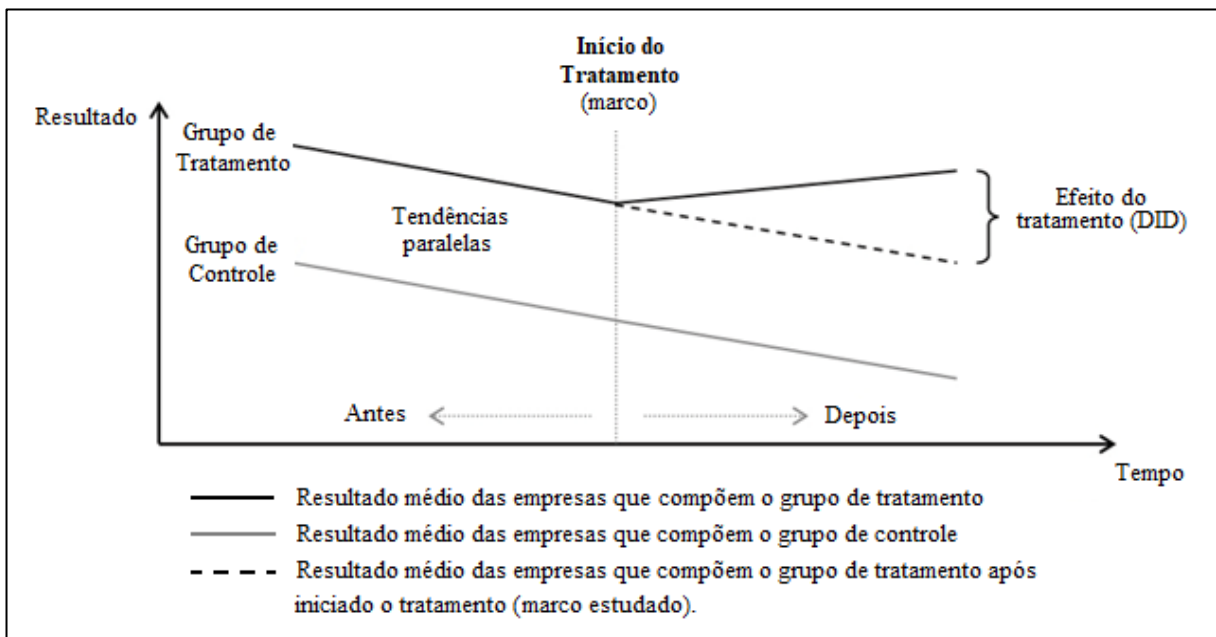 Início do
Tratamento
(marco)
Resultado
Grupo de
Tratamento
Tendências
paralelas
Efeito do
tratamento (DID)
Grupo de
Controle
Antes
Depois
Tempo
Resultado médio das empresas que compõem o grupo de tratamento
Resultado médio das empresas que compõem o grupo de controle
Resultado médio das empresas que compõem o grupo de tratamento após
iniciado o tratamento (marco estudado).